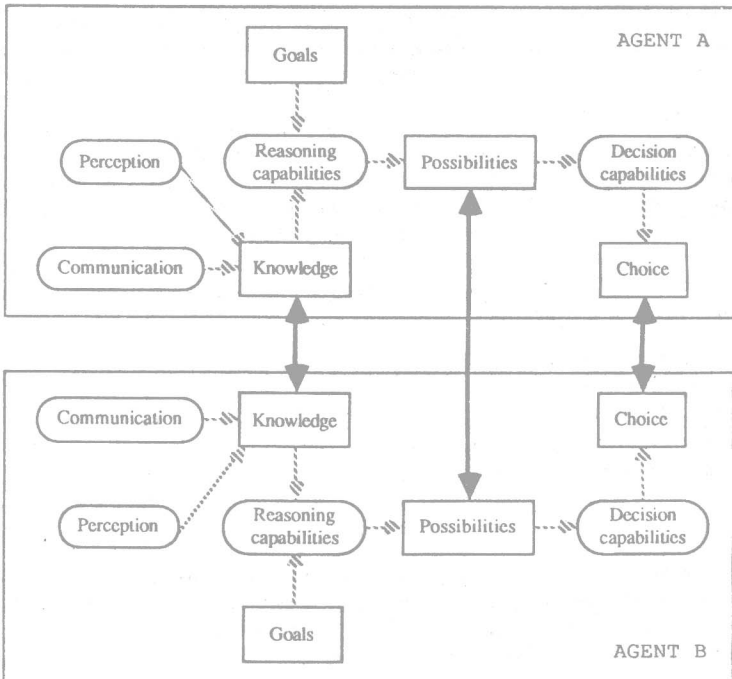 AGENT A
Goals
Perception
Reasoning
capabilities
Possibilities
Decision
capabilities
Communication
Knowledge
Choice
Communication
Knowledge
Choice
Perception
Reasoning
capabilities
Possibilities
Decision
capabilities
Goals
AGENT B